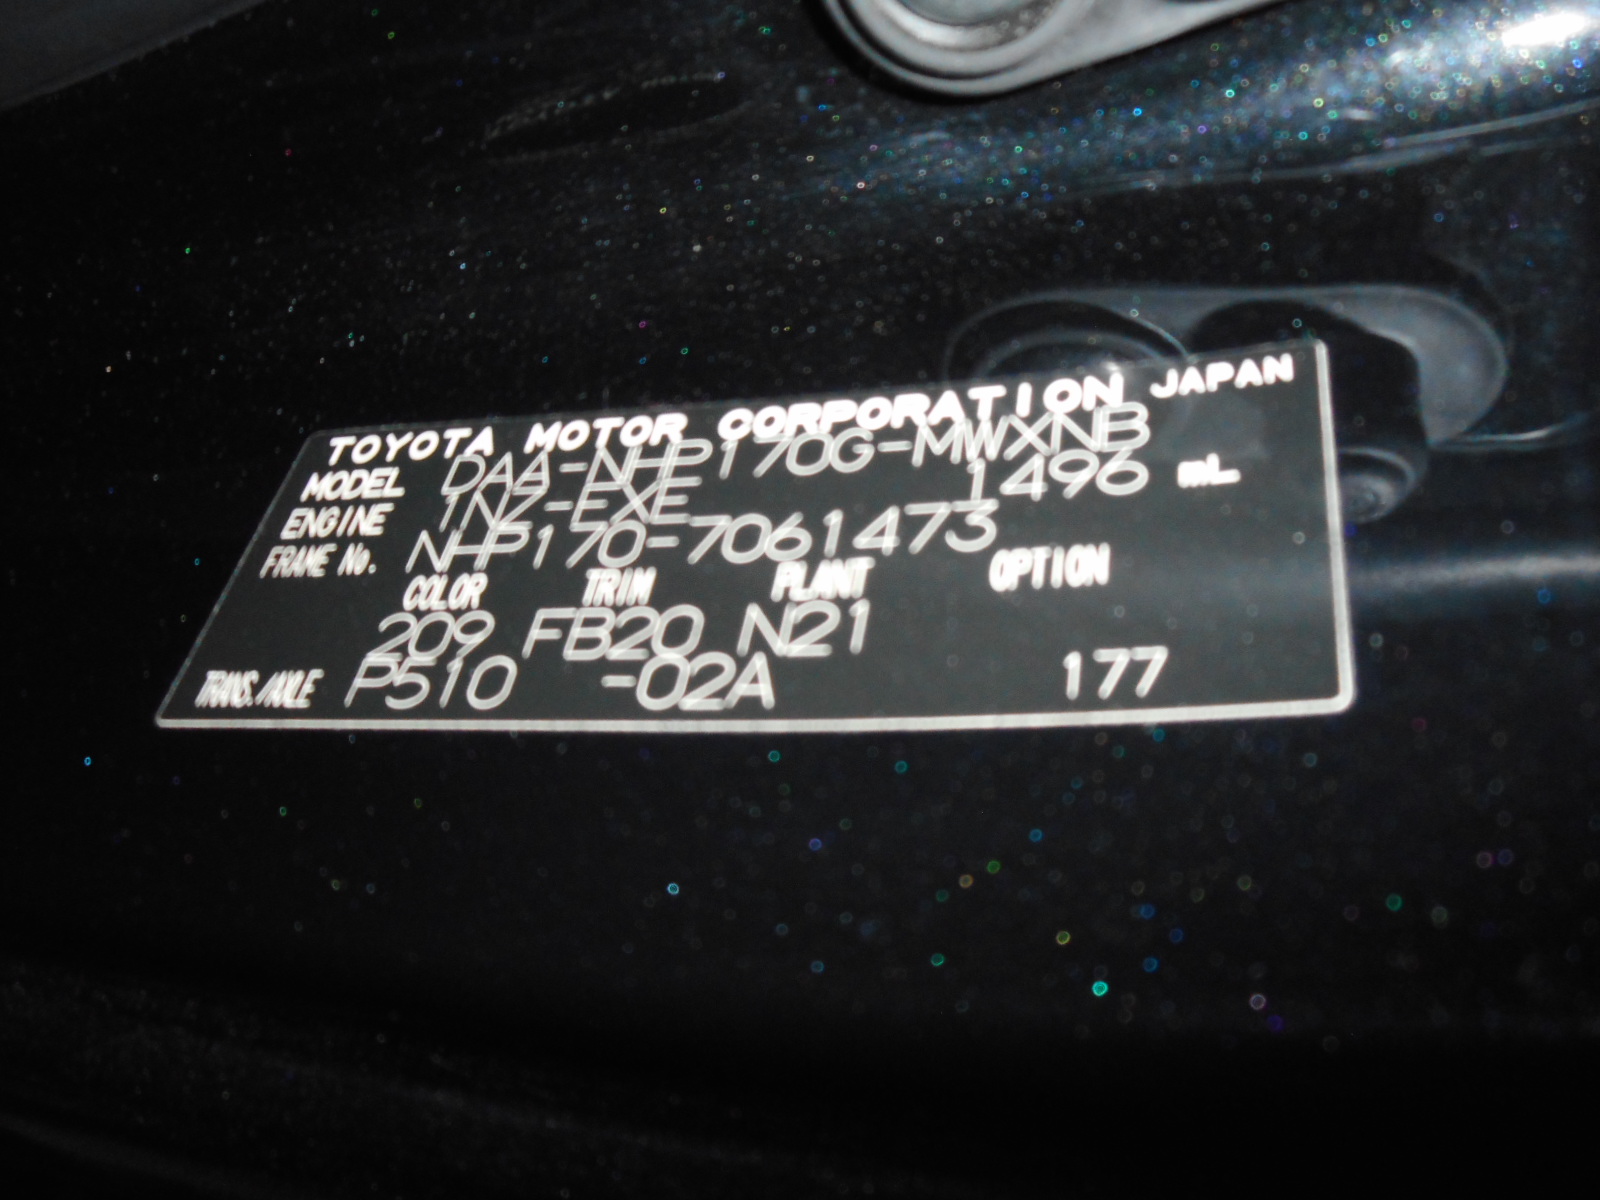 TOYOTA MOTOR CORPORATION JAPAN
MODEL DAA-NHP170G-MWXNB
ENGINE 1NZ-EXE 1496 mL
FRAME No. NHP170-7061473
COLOR TRIM PLANT OPTION
209 FB20 N21
TRANS./AXLE P510 -02A 177